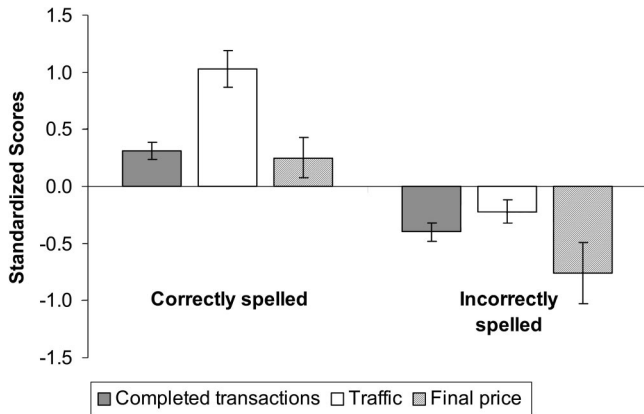 1.5
1.0
0.5
0.0
-0.5
-1.0
-1.5
Standardized Scores
Correctly spelled
Incorrectly
spelled
Completed transactions Traffic Final price